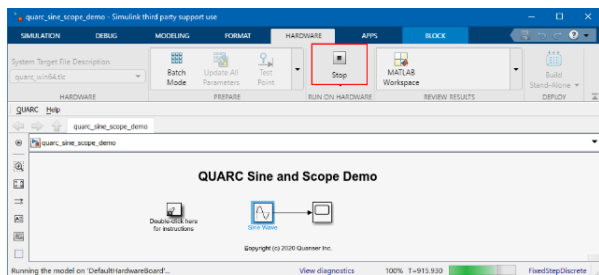 quarc_sine_scope_demo - Simulink third party support use
SIMULATION DEBUG MODELING FORMAT HARDWARE APPS BLOCK
System Target File Description
quarc_win64.tlc
Batch Mode
Update All Parameters
Test Point
Stop
MATLAB Workspace
Build Stand-Alone
HARDWARE PREPARE RUN ON HARDWARE REVIEW RESULTS DEPLOY
QUARC Help
quarc_sine_scope_demo
quarc_sine_scope_demo
QUARC Sine and Scope Demo
Double-click here
for instructions
Sine Wave
Copyright (c) 2020 Quanser Inc.
Running the model on 'DefaultHardwareBoard'... View diagnostics 100% T=915.930 FixedStepDiscrete